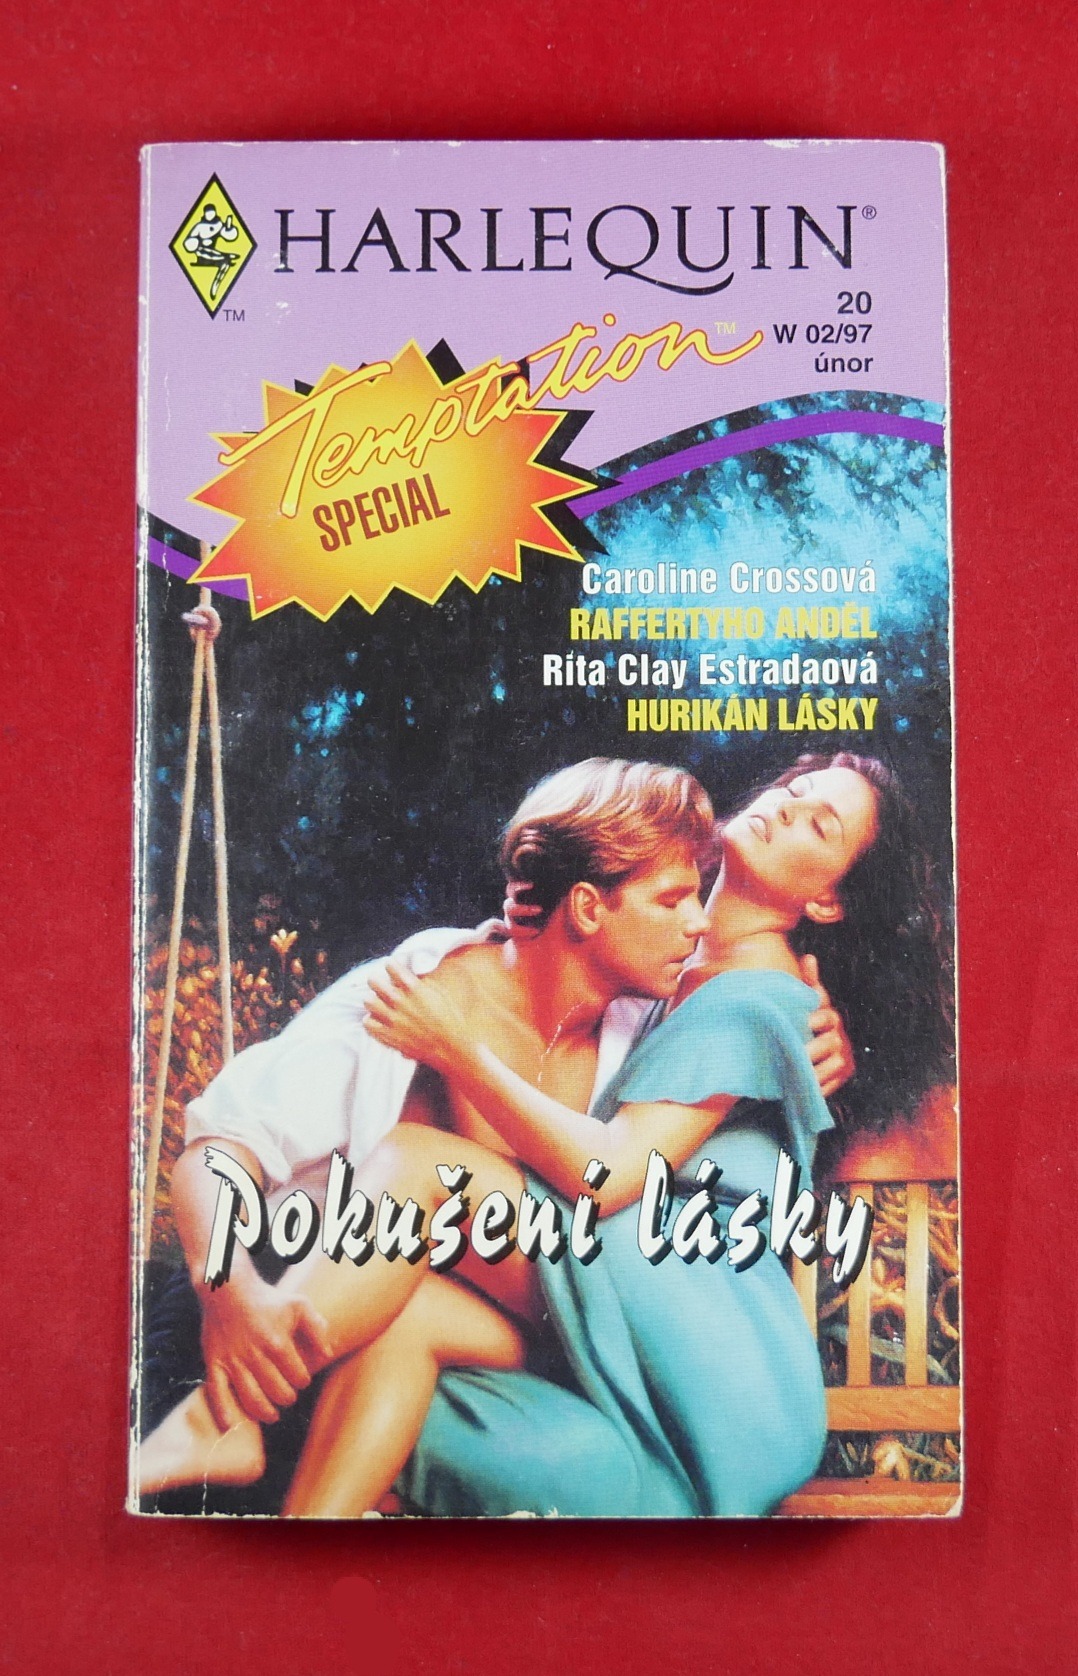 HARLEQUIN®
TM
20
W 02/97
únor
Temptation™
SPECIAL
Caroline Crossová
RAFFERTYHO ANDĚL
Rita Clay Estradaová
HURIKÁN LÁSKY
Pokušení lásky